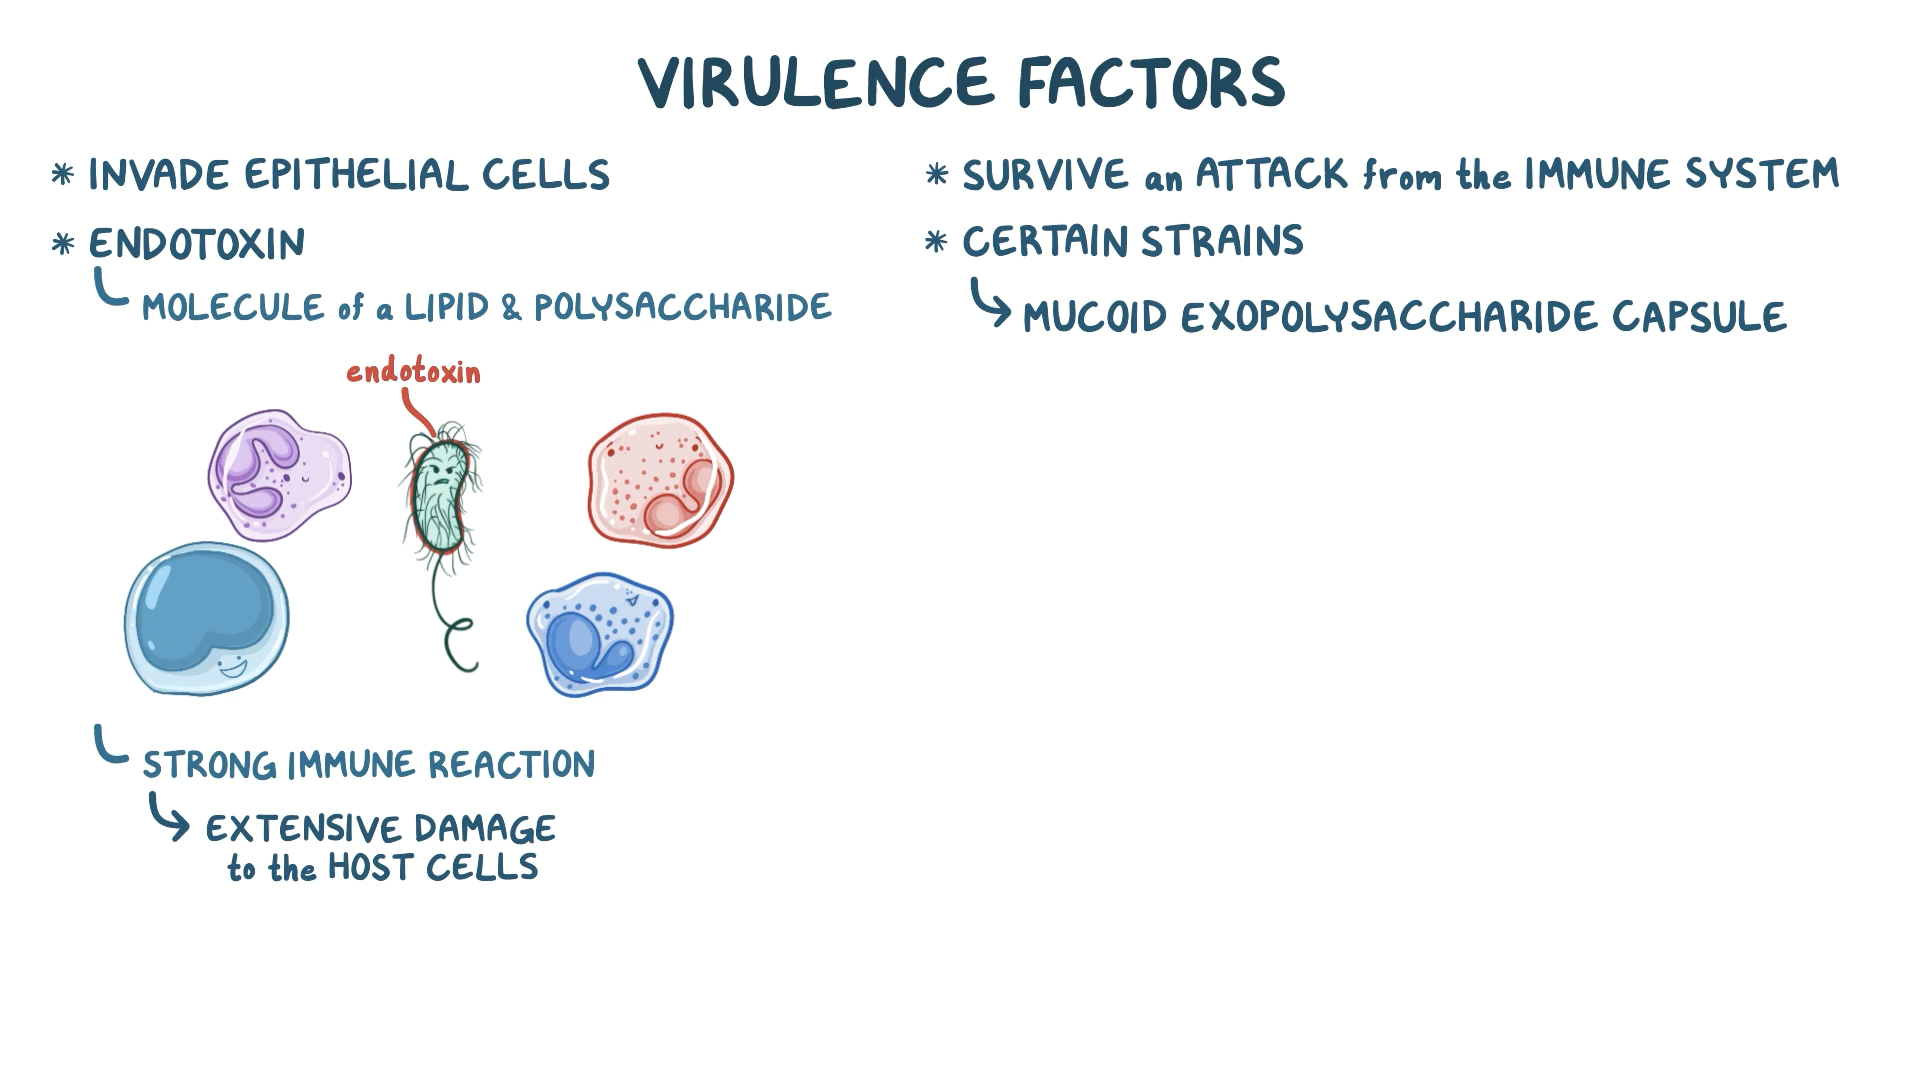 VIRULENCE FACTORS
* INVADE EPITHELIAL CELLS
* ENDOTOXIN
MOLECULE of a LIPID & POLYSACCHARIDE
endotoxin
STRONG IMMUNE REACTION
EXTENSIVE DAMAGE
to the HOST CELLS
* SURVIVE an ATTACK from the IMMUNE SYSTEM
* CERTAIN STRAINS
MUCOID EXOPOLYSACCHARIDE CAPSULE